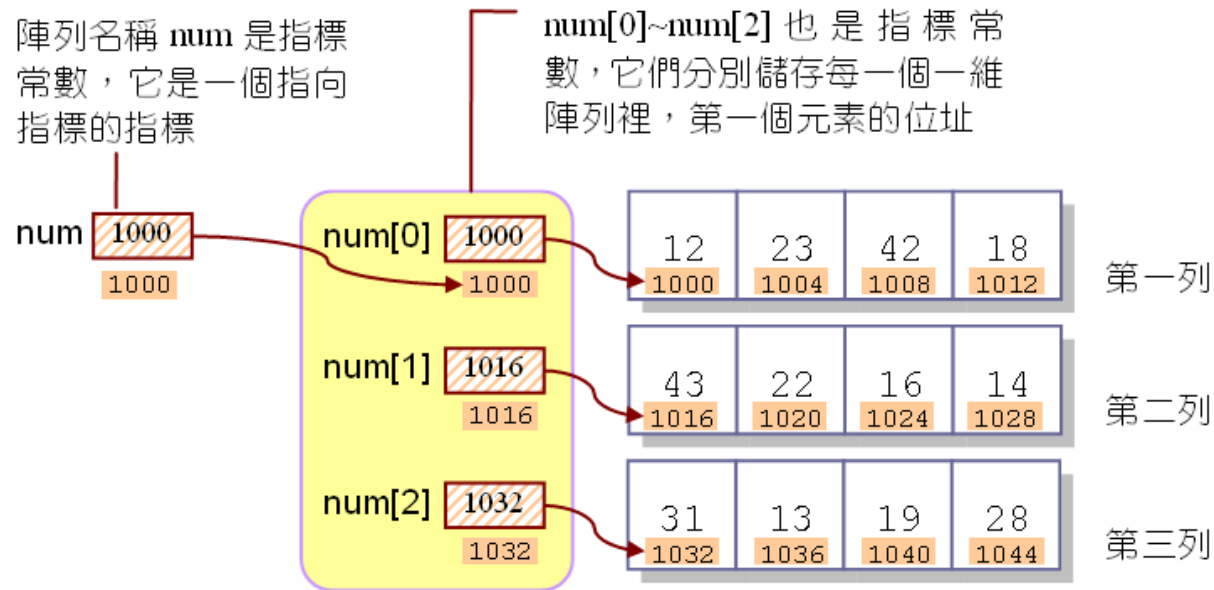 陣列名稱 num 是指標
常數，它是一個指向
指標的指標
num[0]~num[2] 也是指標常
數，它們分別儲存每一個一維
陣列裡，第一個元素的位址
num 1000
1000
num[0] 1000
1000
12 23 42 18
1000 1004 1008 1012
第一列
num[1] 1016
1016
43 22 16 14
1016 1020 1024 1028
第二列
num[2] 1032
1032
31 13 19 28
1032 1036 1040 1044
第三列